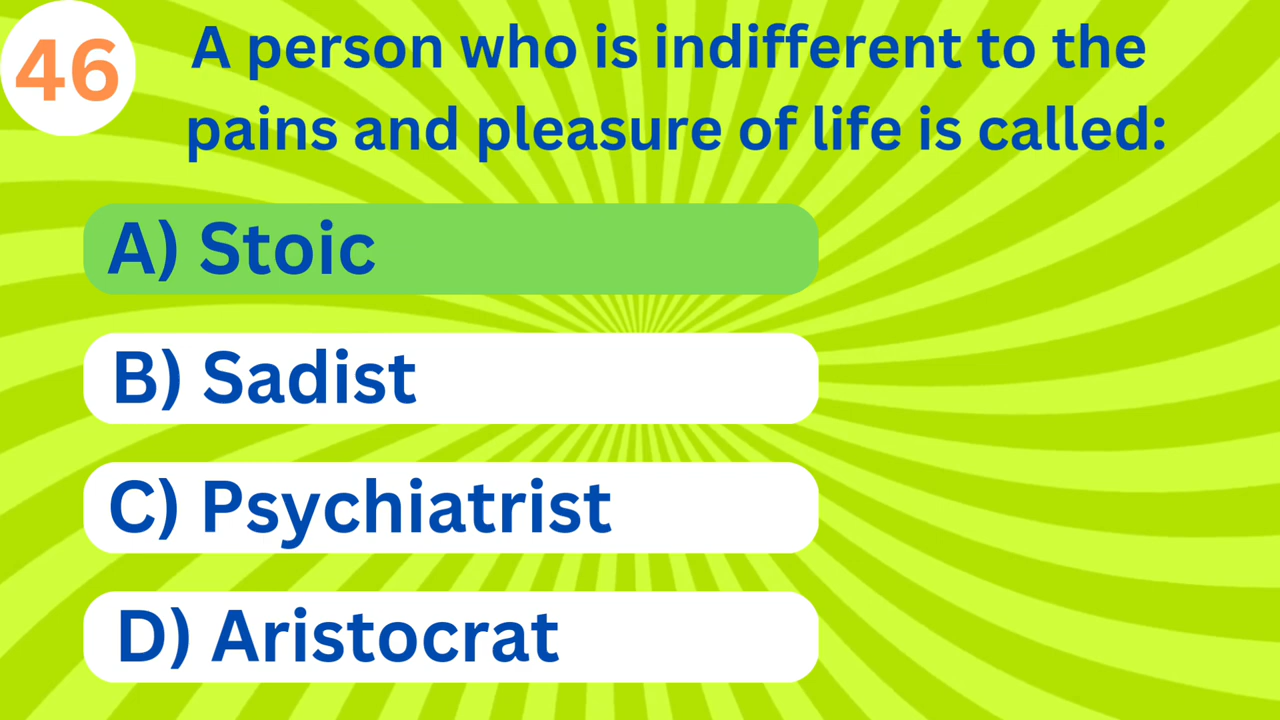 46
A person who is indifferent to the
pains and pleasure of life is called:
A) Stoic
B) Sadist
C) Psychiatrist
D) Aristocrat